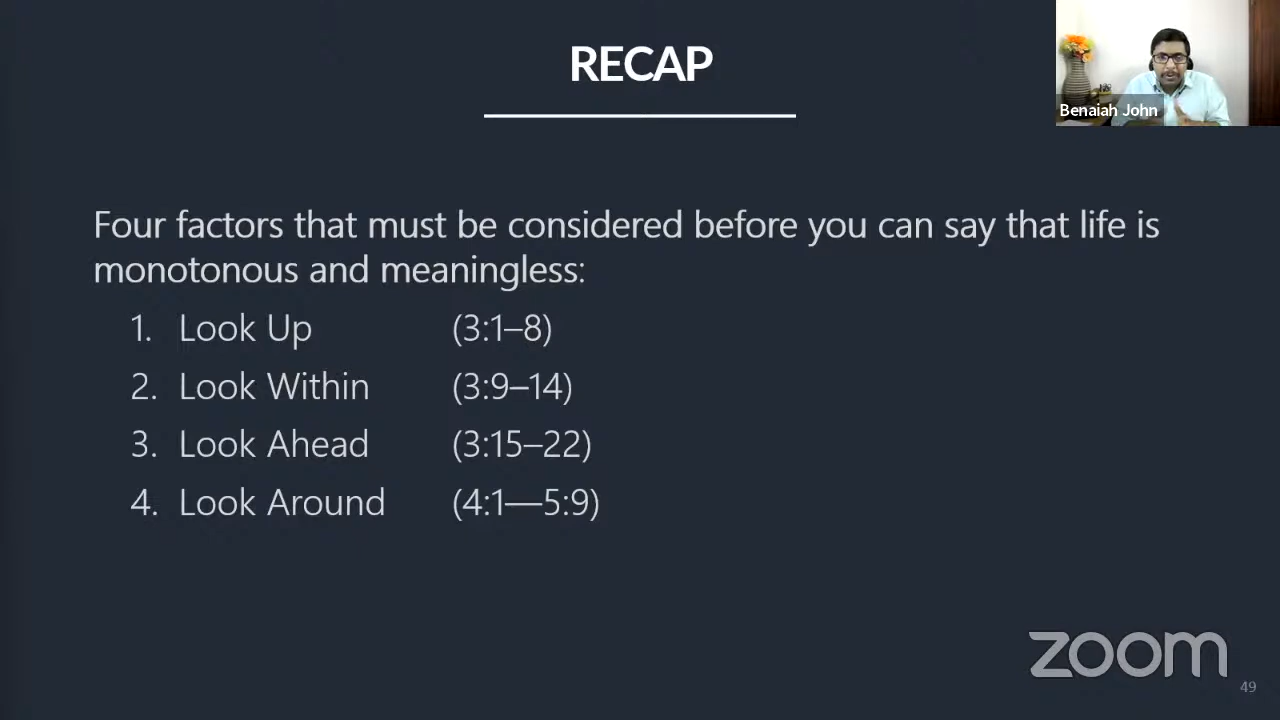 RECAP
Benaiah John
Four factors that must be considered before you can say that life is
monotonous and meaningless:
1. Look Up (3:1–8)
2. Look Within (3:9–14)
3. Look Ahead (3:15–22)
4. Look Around (4:1—5:9)
zoom
49